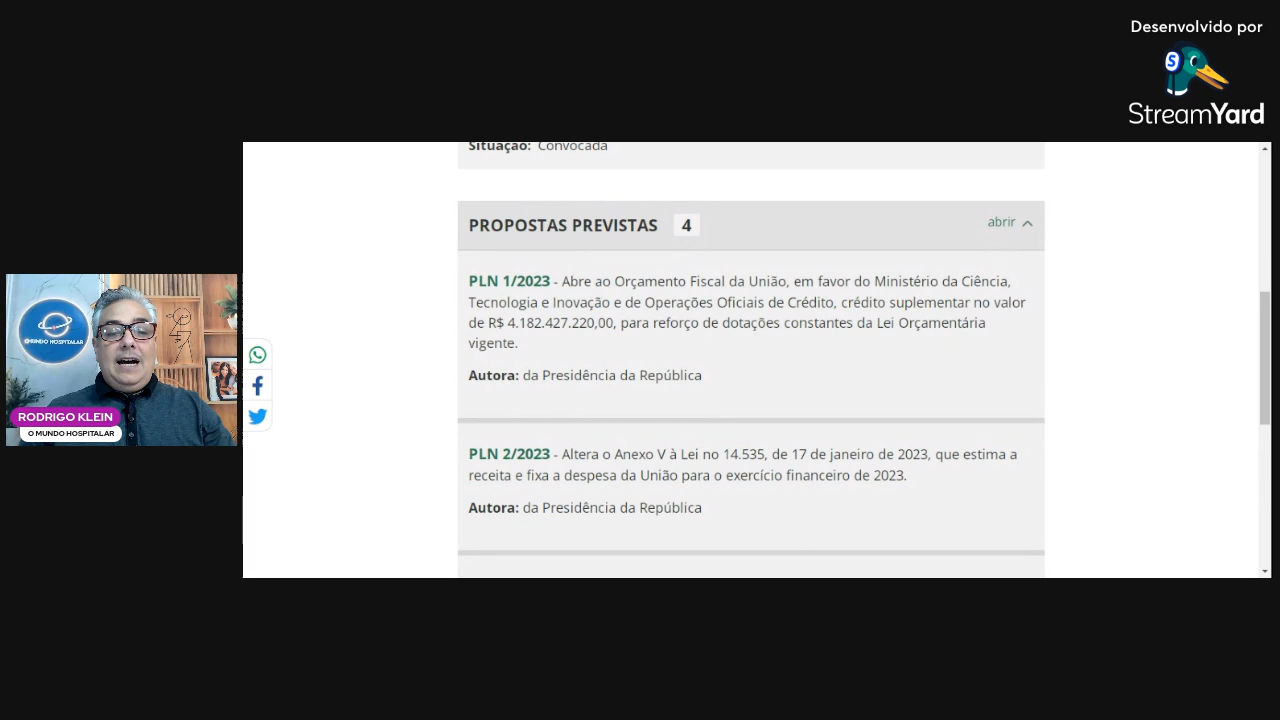 Desenvolvido por
StreamYard
Situação: Convocada
PROPOSTAS PREVISTAS 4
abrir
PLN 1/2023 - Abre ao Orçamento Fiscal da União, em favor do Ministério da Ciência,
Tecnologia e Inovação e de Operações Oficiais de Crédito, crédito suplementar no valor
de R$ 4.182.427.220,00, para reforço de dotações constantes da Lei Orçamentária
vigente.
Autora: da Presidência da República
PLN 2/2023 - Altera o Anexo V à Lei no 14.535, de 17 de janeiro de 2023, que estima a
receita e fixa a despesa da União para o exercício financeiro de 2023.
Autora: da Presidência da República
@MUNDO HOSPITALAR
RODRIGO KLEIN
O MUNDO HOSPITALAR